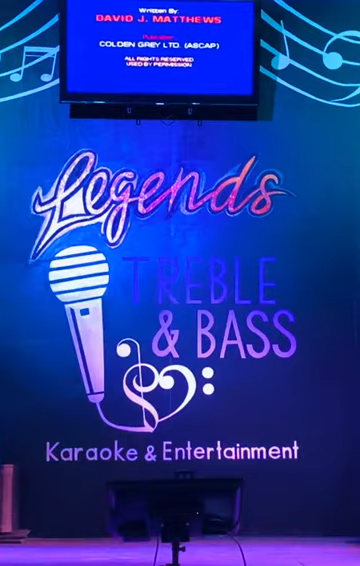 Written By:
DAVID J. MATTHEWS
Publisher:
COLDEN GREY LTD. (ASCAP)
ALL RIGHTS RESERVED
USED BY PERMISSION
Legends
TREBLE
& BASS
Karaoke & Entertainment